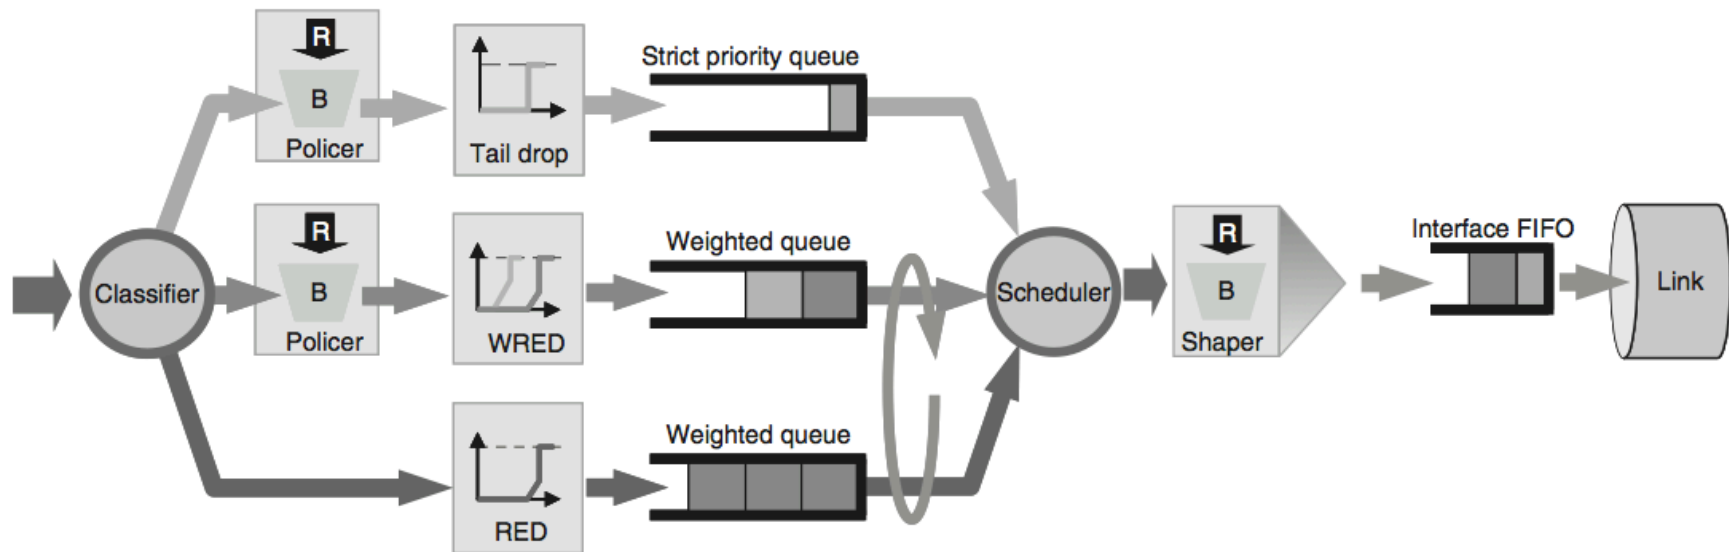 R
B
Policer
Tail drop
Strict priority queue
Classifier
R
B
Policer
WRED
Weighted queue
RED
Weighted queue
Scheduler
R
B
Shaper
Interface FIFO
Link